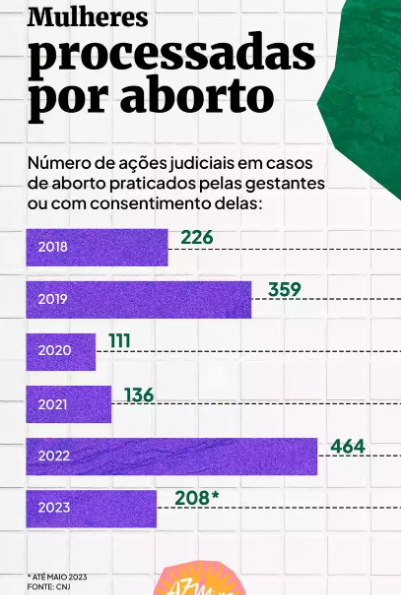 Mulheres
processadas
por aborto
Número de ações judiciais em casos
de aborto praticados pelas gestantes
ou com consentimento delas:
2018 226
2019 359
2020 111
2021 136
2022 464
2023 208*
* ATÉ MAIO 2023
FONTE: CNJ